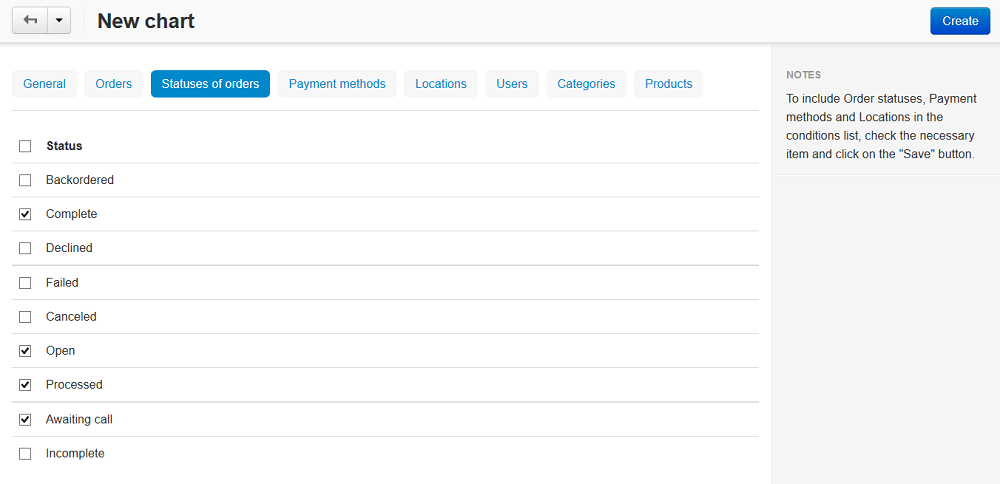 New chart
Create
General
Orders
Statuses of orders
Payment methods
Locations
Users
Categories
Products
Status
Backordered
Complete
Declined
Failed
Canceled
Open
Processed
Awaiting call
Incomplete
NOTES
To include Order statuses, Payment
methods and Locations in the
conditions list, check the necessary
item and click on the "Save" button.